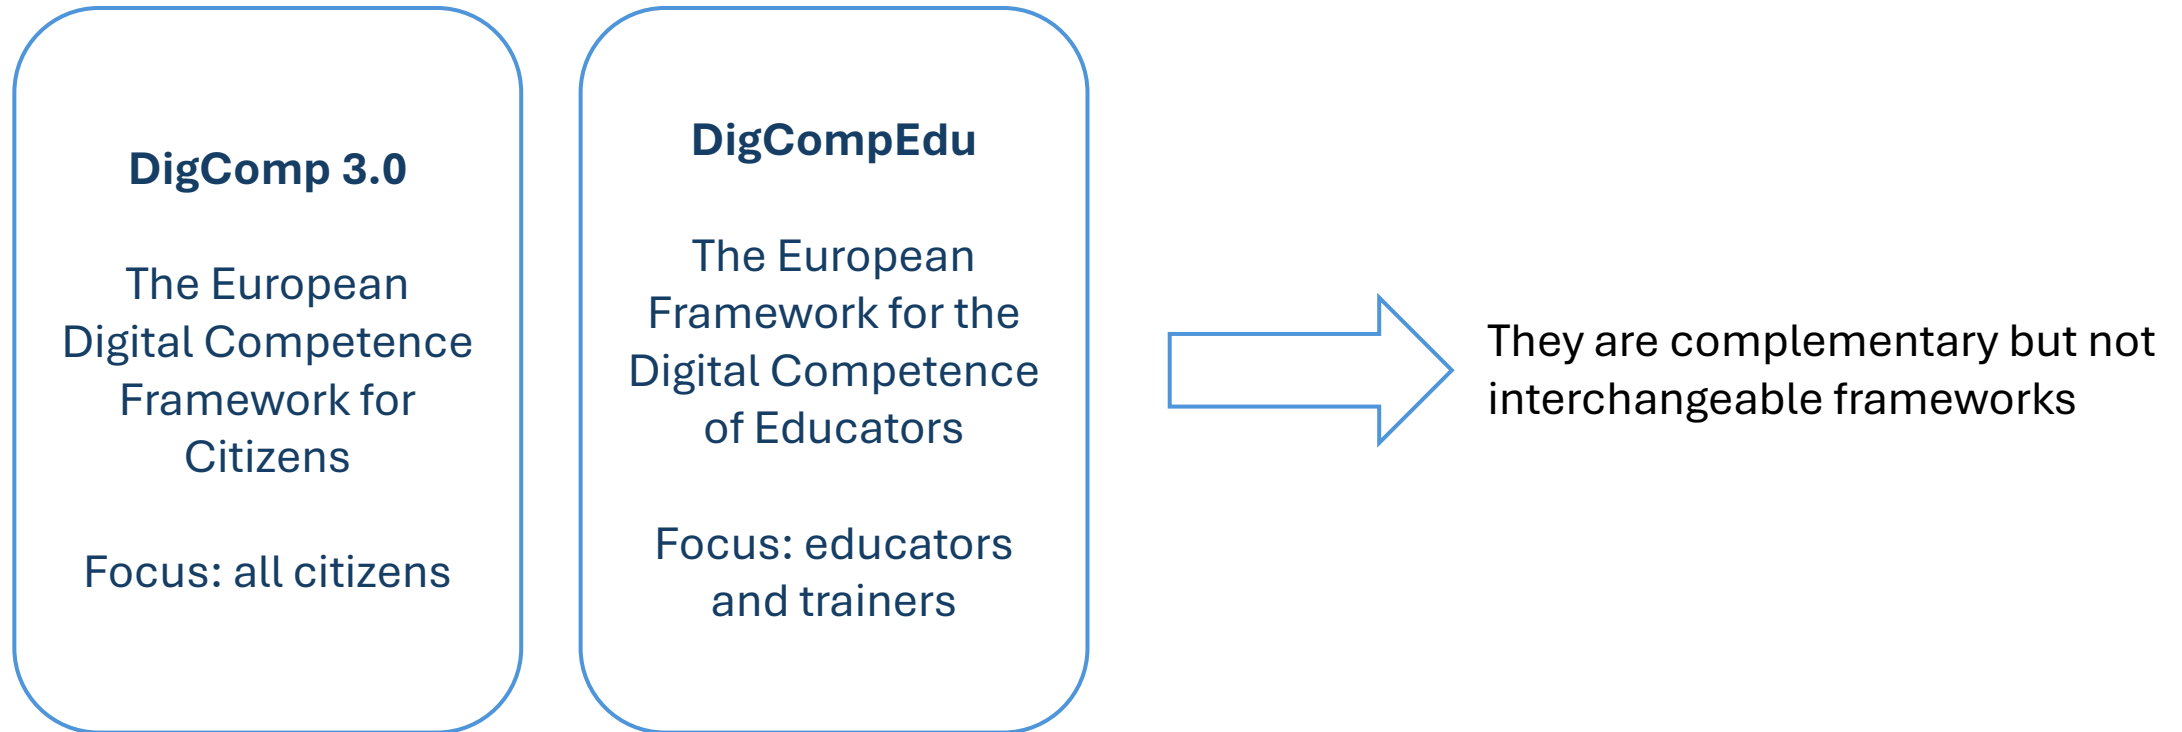 DigComp 3.0
The European
Digital Competence
Framework for
Citizens
Focus: all citizens
DigCompEdu
The European
Framework for the
Digital Competence
of Educators
Focus: educators
and trainers
They are complementary but not
interchangeable frameworks